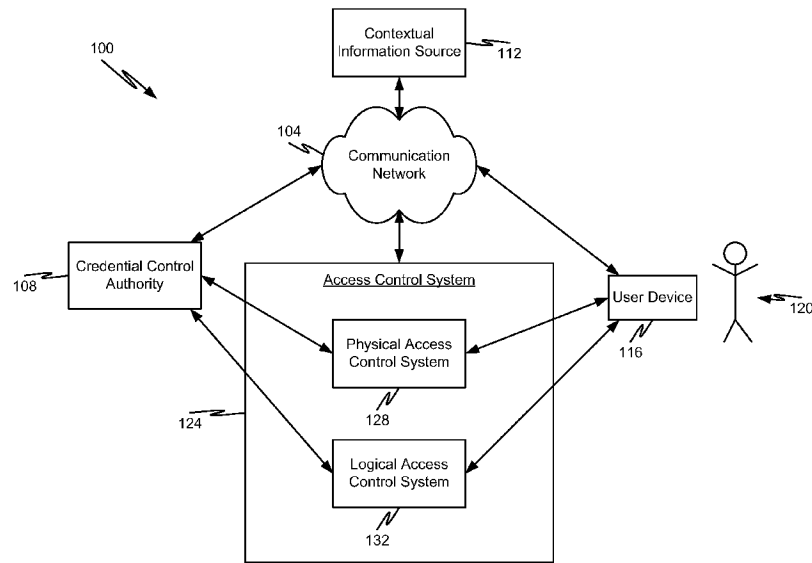 100
Contextual
Information Source
112
104
Communication
Network
Credential Control
Authority
108
Access Control System
User Device
116
120
Physical Access
Control System
128
124
Logical Access
Control System
132